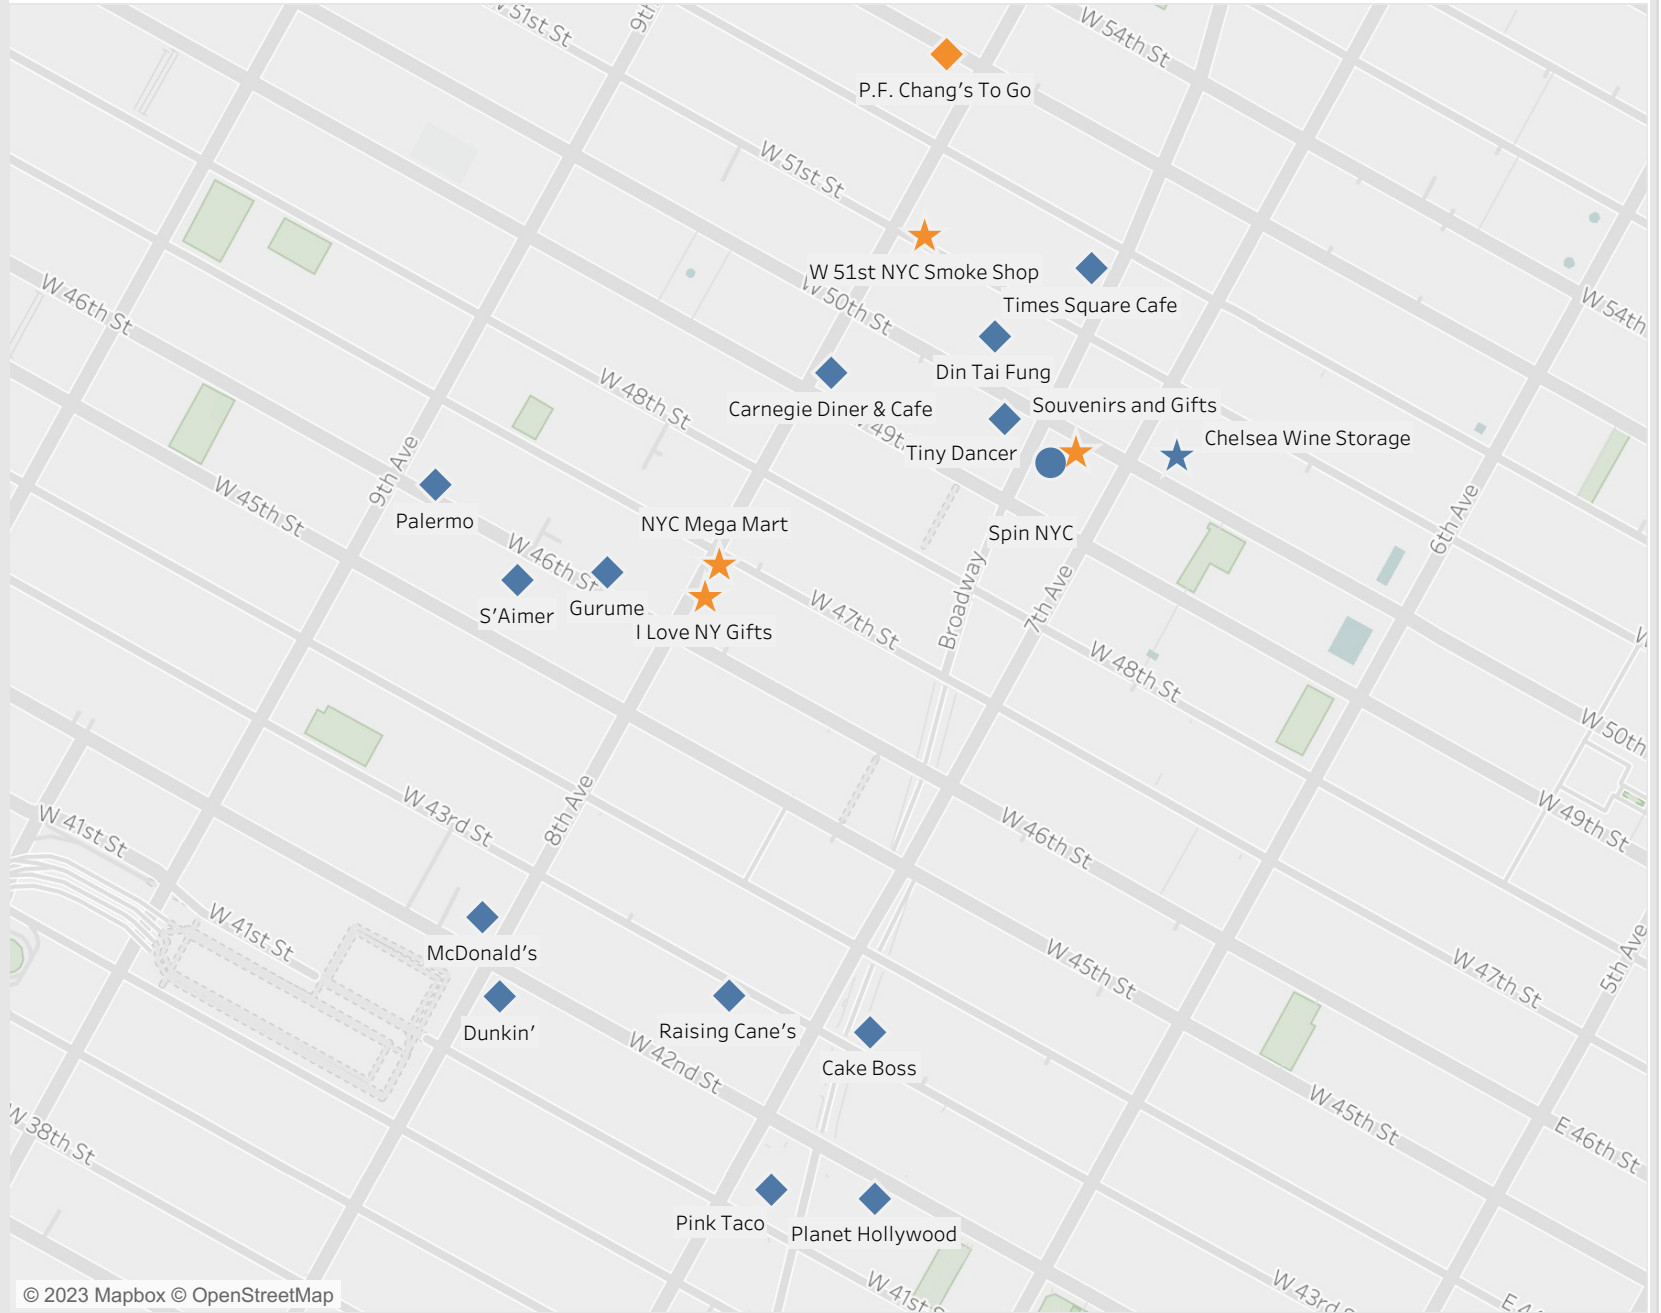 W 51st St
9th
W 54th St
P.F. Chang's To Go
W 51st St
W 51st NYC Smoke Shop
W 46th St
W 50th St
Times Square Cafe
W 54th
Din Tai Fung
W 48th St
Carnegie Diner & Cafe
Souvenirs and Gifts
49t
Tiny Dancer
Chelsea Wine Storage
9th Ave
W 45th St
Palermo
NYC Mega Mart
Spin NYC
6th Ave
W 46th St
S'Aimer
Gurume
I Love NY Gifts
W 47th St
Broadway
7th Ave
W 48th St
W 50th
W 41st St
W 43rd St
8th Ave
W 46th St
W 49th St
W 41st St
McDonald's
W 45th St
W 47th St
5th Ave
Dunkin'
Raising Cane's
W 42nd St
Cake Boss
W 38th St
W 45th St
E 46th St
Pink Taco
Planet Hollywood
W 41st S
W 43rd S
E 4
© 2023 Mapbox © OpenStreetMap